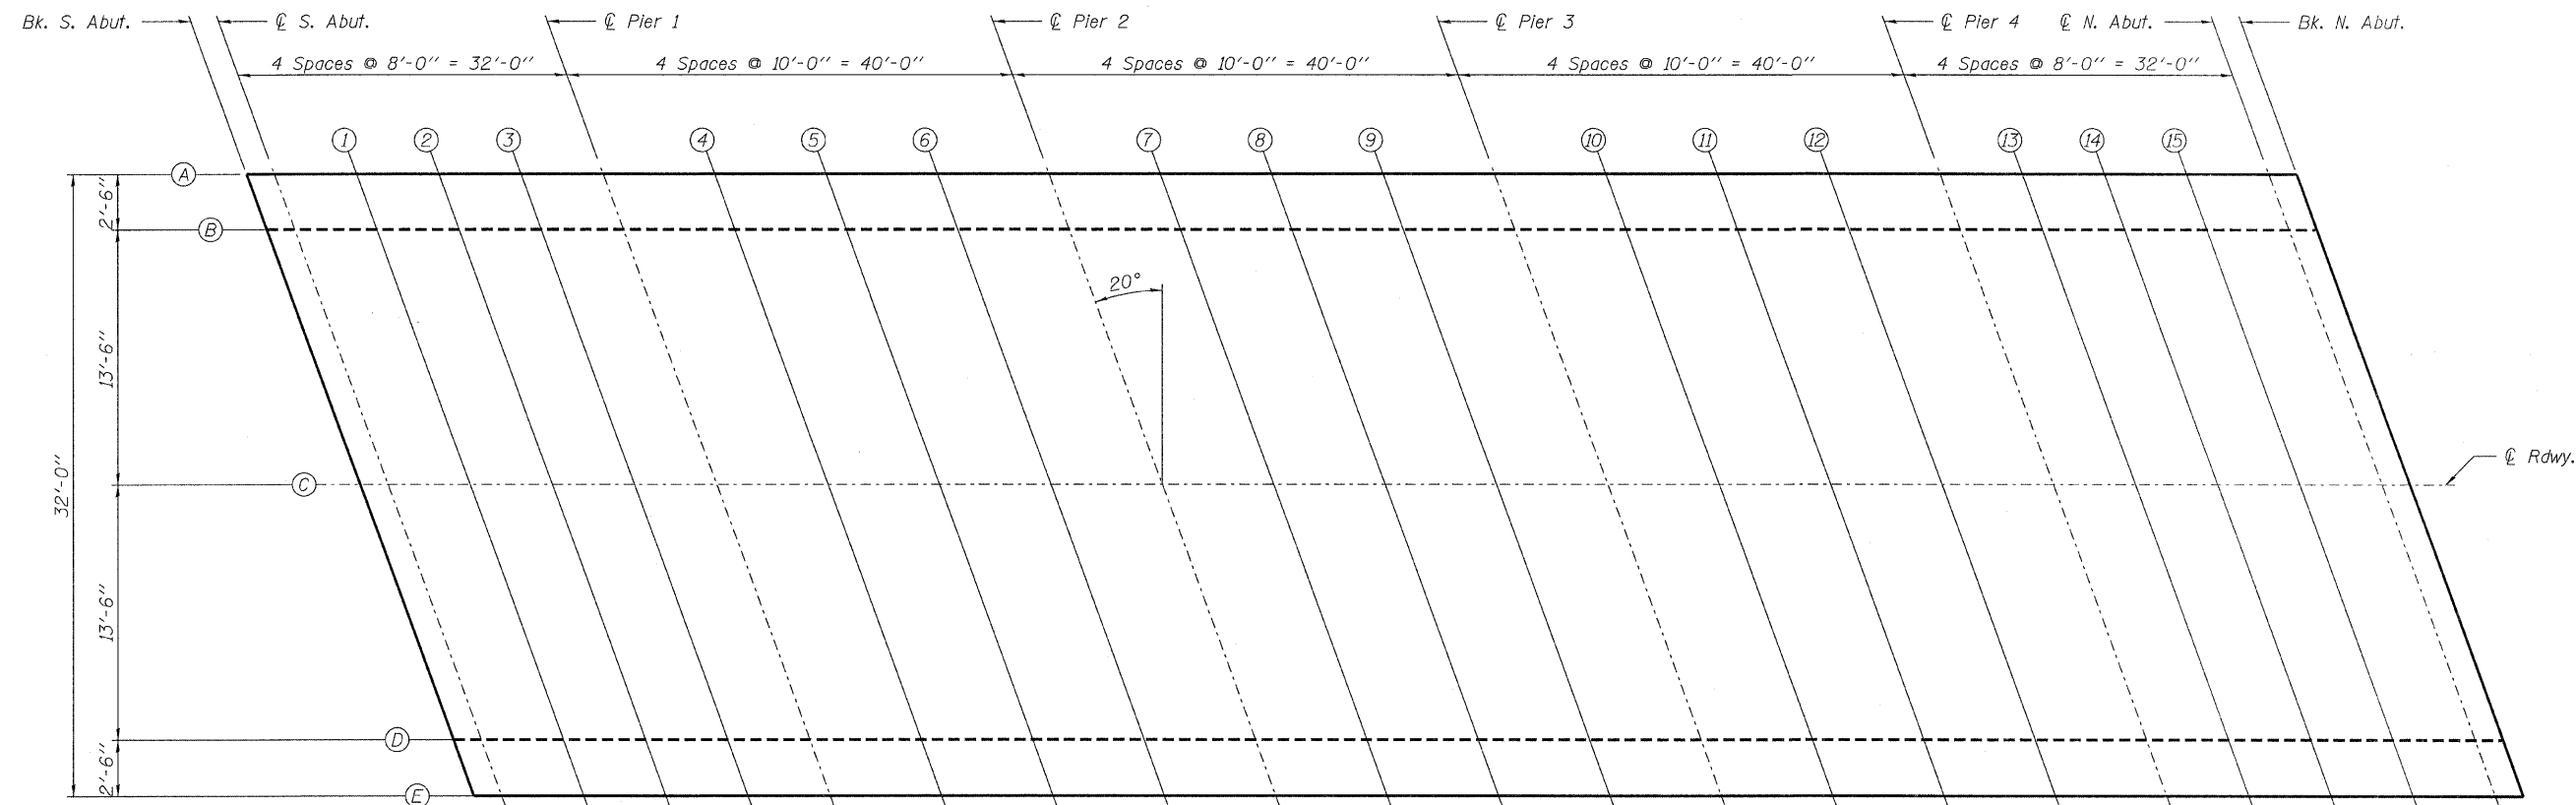 Bk. S. Abut.
℄ S. Abut.
℄ Pier 1
℄ Pier 2
℄ Pier 3
℄ Pier 4
℄ N. Abut.
Bk. N. Abut.
4 Spaces @ 8'-0" = 32'-0"
4 Spaces @ 10'-0" = 40'-0"
4 Spaces @ 10'-0" = 40'-0"
4 Spaces @ 10'-0" = 40'-0"
4 Spaces @ 8'-0" = 32'-0"
1
2
3
4
5
6
7
8
9
10
11
12
13
14
15
A
2'-6"
B
20°
13'-6"
℄ Rdwy.
C
32'-0"
13'-6"
D
2'-6"
E